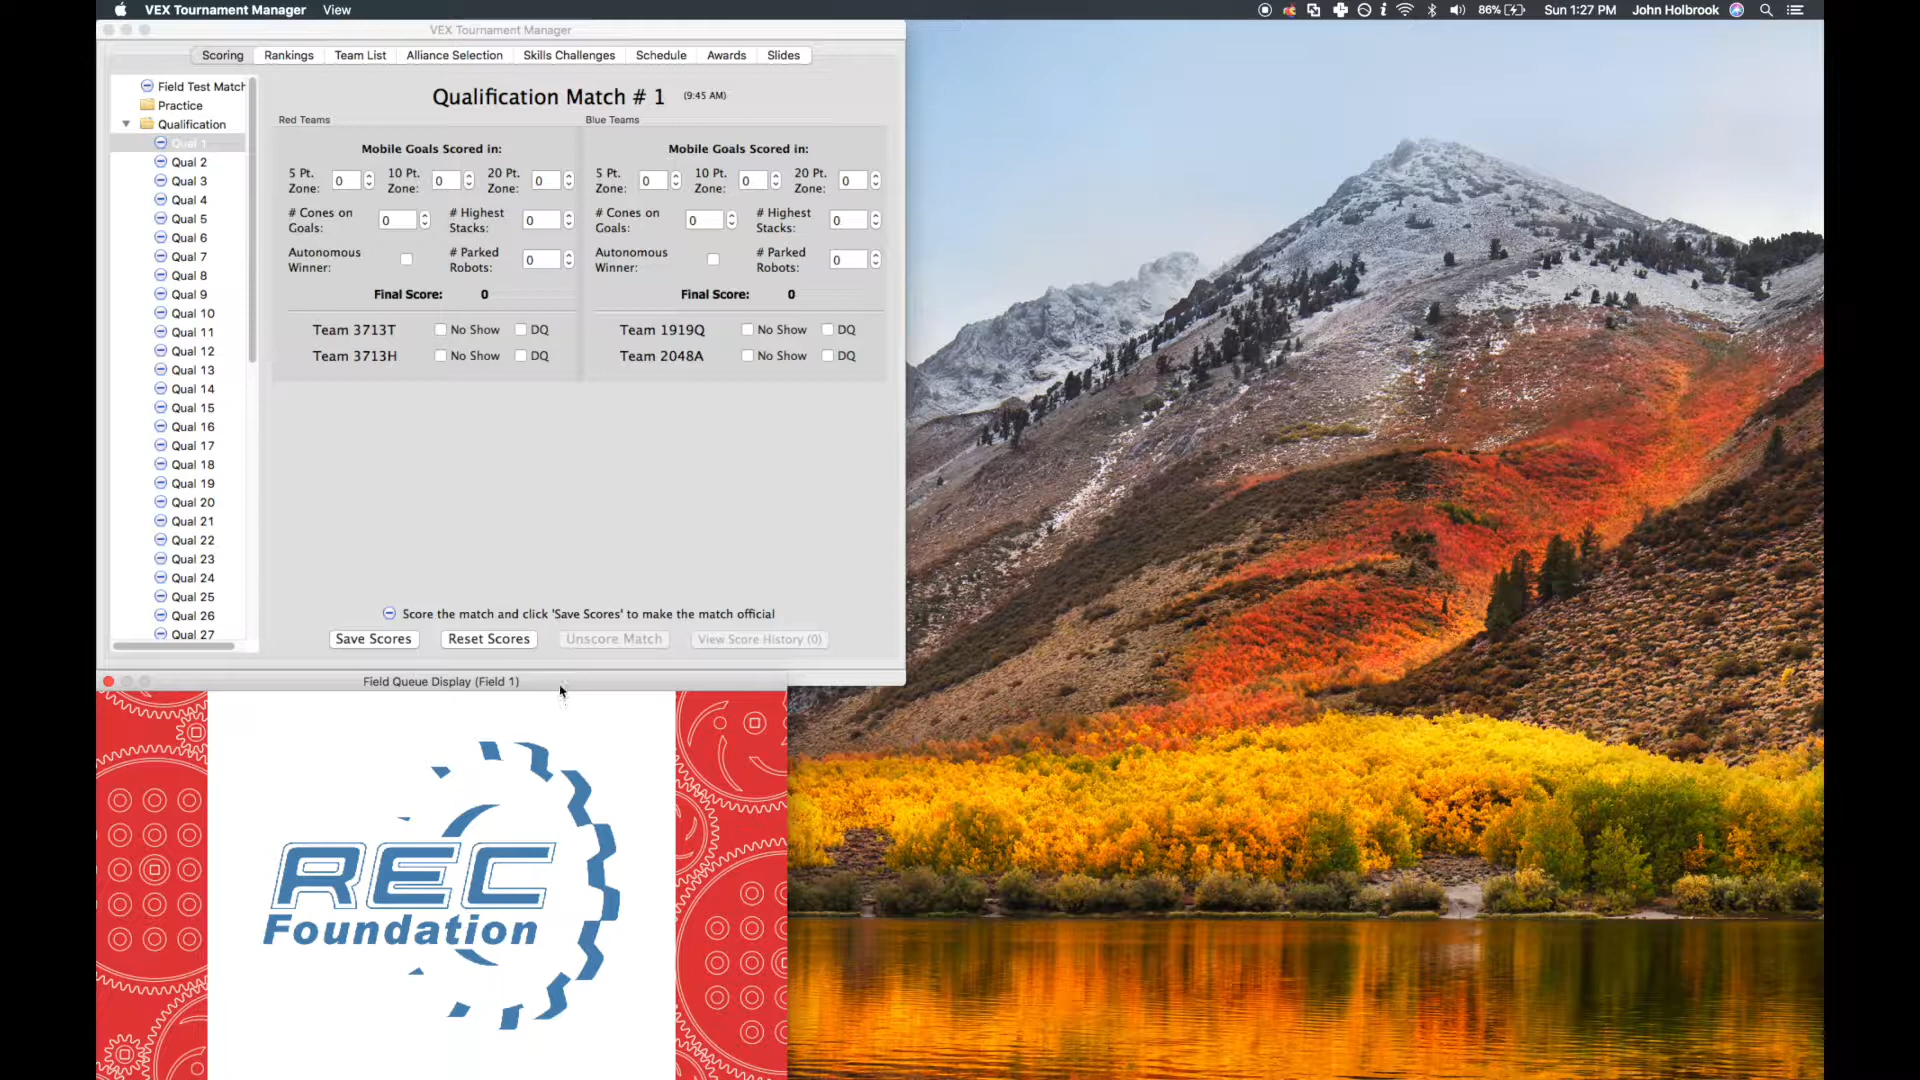 VEX Tournament Manager View
86% Sun 1:27 PM John Holbrook
VEX Tournament Manager
Scoring Rankings Team List Alliance Selection Skills Challenges Schedule Awards Slides
Field Test Match
Practice
Qualification
Qual 1
Qual 2
Qual 3
Qual 4
Qual 5
Qual 6
Qual 7
Qual 8
Qual 9
Qual 10
Qual 11
Qual 12
Qual 13
Qual 14
Qual 15
Qual 16
Qual 17
Qual 18
Qual 19
Qual 20
Qual 21
Qual 22
Qual 23
Qual 24
Qual 25
Qual 26
Qual 27
Qualification Match # 1 (9:45 AM)
Red Teams
Mobile Goals Scored in:
5 Pt. Zone: 0 10 Pt. Zone: 0 20 Pt. Zone: 0
# Cones on Goals: 0 # Highest Stacks: 0
Autonomous Winner: # Parked Robots: 0
Final Score: 0
Team 3713T No Show DQ
Team 3713H No Show DQ
Blue Teams
Mobile Goals Scored in:
5 Pt. Zone: 0 10 Pt. Zone: 0 20 Pt. Zone: 0
# Cones on Goals: 0 # Highest Stacks: 0
Autonomous Winner: # Parked Robots: 0
Final Score: 0
Team 1919Q No Show DQ
Team 2048A No Show DQ
Score the match and click 'Save Scores' to make the match official
Save Scores Reset Scores Unscore Match View Score History (0)
Field Queue Display (Field 1)
REC
Foundation